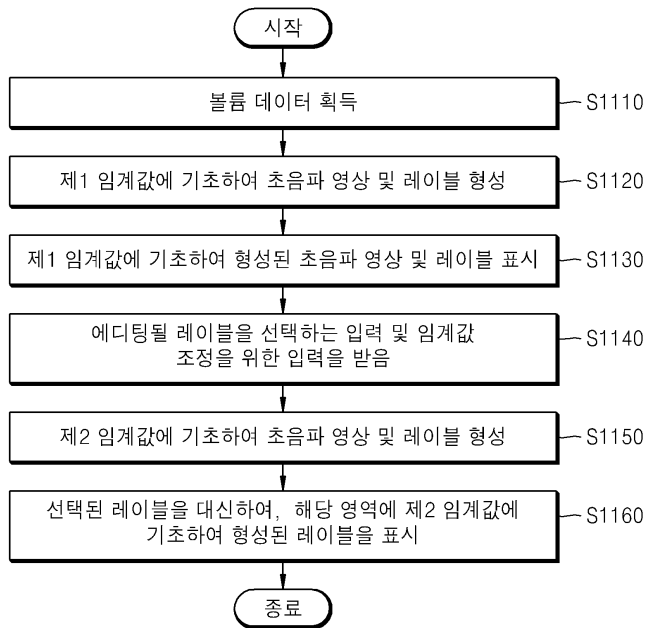 시작
볼륨 데이터 획득
S1110
제1 임계값에 기초하여 초음파 영상 및 레이블 형성
S1120
제1 임계값에 기초하여 형성된 초음파 영상 및 레이블 표시
S1130
에디팅될 레이블을 선택하는 입력 및 임계값
조정을 위한 입력을 받음
S1140
제2 임계값에 기초하여 초음파 영상 및 레이블 형성
S1150
선택된 레이블을 대신하여, 해당 영역에 제2 임계값에
기초하여 형성된 레이블을 표시
S1160
종료